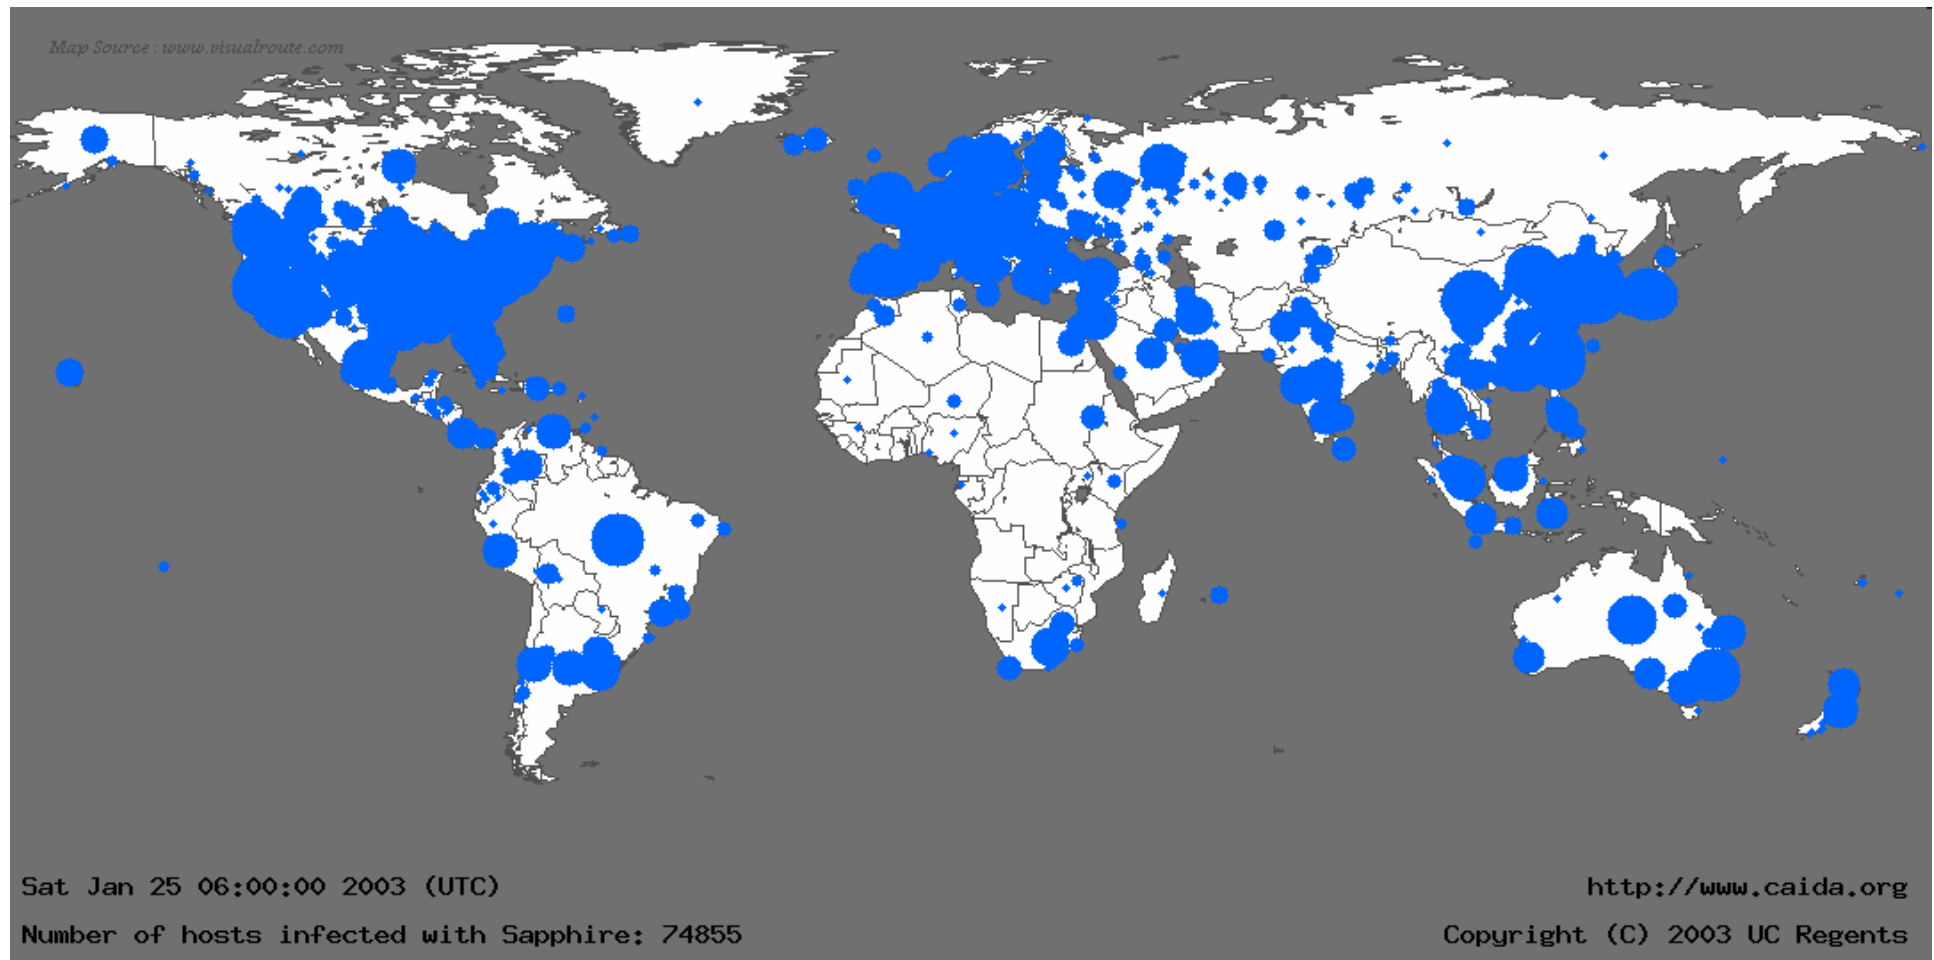 Map Source : www.visualroute.com
Sat Jan 25 06:00:00 2003 (UTC)
http://www.caida.org
Number of hosts infected with Sapphire: 74855
Copyright (C) 2003 UC Regents